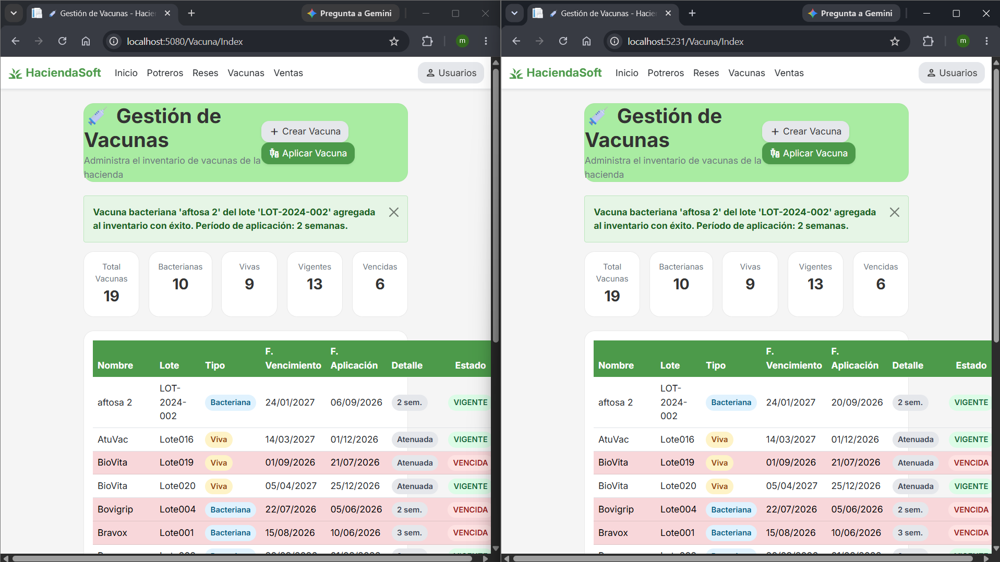 Gestión de Vacunas - Hacie
Pregunta a Gemini
localhost:5080/Vacuna/Index
m
HaciendaSoft
Inicio
Potreros
Reses
Vacunas
Ventas
Usuarios
Gestión de
Vacunas
Administra el inventario de vacunas de la
hacienda
+ Crear Vacuna
Aplicar Vacuna
Vacuna bacteriana 'aftosa 2' del lote 'LOT-2024-002' agregada
al inventario con éxito. Período de aplicación: 2 semanas.
Total
Vacunas
19
Bacterianas
10
Vivas
9
Vigentes
13
Vencidas
6
Nombre Lote Tipo F. Vencimiento F. Aplicación Detalle Estado
aftosa 2 LOT-2024-002 Bacteriana 24/01/2027 06/09/2026 2 sem. VIGENTE
AtuVac Lote016 Viva 14/03/2027 01/12/2026 Atenuada VIGENTE
BioVita Lote019 Viva 01/09/2026 21/07/2026 Atenuada VENCIDA
BioVita Lote020 Viva 05/04/2027 25/12/2026 Atenuada VIGENTE
Bovigrip Lote004 Bacteriana 22/07/2026 05/06/2026 2 sem. VENCIDA
Bravox Lote001 Bacteriana 15/08/2026 10/06/2026 3 sem. VENCIDA
Gestión de Vacunas - Hacie
Pregunta a Gemini
localhost:5231/Vacuna/Index
m
HaciendaSoft
Inicio
Potreros
Reses
Vacunas
Ventas
Usuarios
Gestión de
Vacunas
Administra el inventario de vacunas de la
hacienda
+ Crear Vacuna
Aplicar Vacuna
Vacuna bacteriana 'aftosa 2' del lote 'LOT-2024-002' agregada
al inventario con éxito. Período de aplicación: 2 semanas.
Total
Vacunas
19
Bacterianas
10
Vivas
9
Vigentes
13
Vencidas
6
Nombre Lote Tipo F. Vencimiento F. Aplicación Detalle Estado
aftosa 2 LOT-2024-002 Bacteriana 24/01/2027 20/09/2026 2 sem. VIGENTE
AtuVac Lote016 Viva 14/03/2027 01/12/2026 Atenuada VIGENTE
BioVita Lote019 Viva 01/09/2026 21/07/2026 Atenuada VENCIDA
BioVita Lote020 Viva 05/04/2027 25/12/2026 Atenuada VIGENTE
Bovigrip Lote004 Bacteriana 22/07/2026 05/06/2026 2 sem. VENCIDA
Bravox Lote001 Bacteriana 15/08/2026 10/06/2026 3 sem. VENCIDA